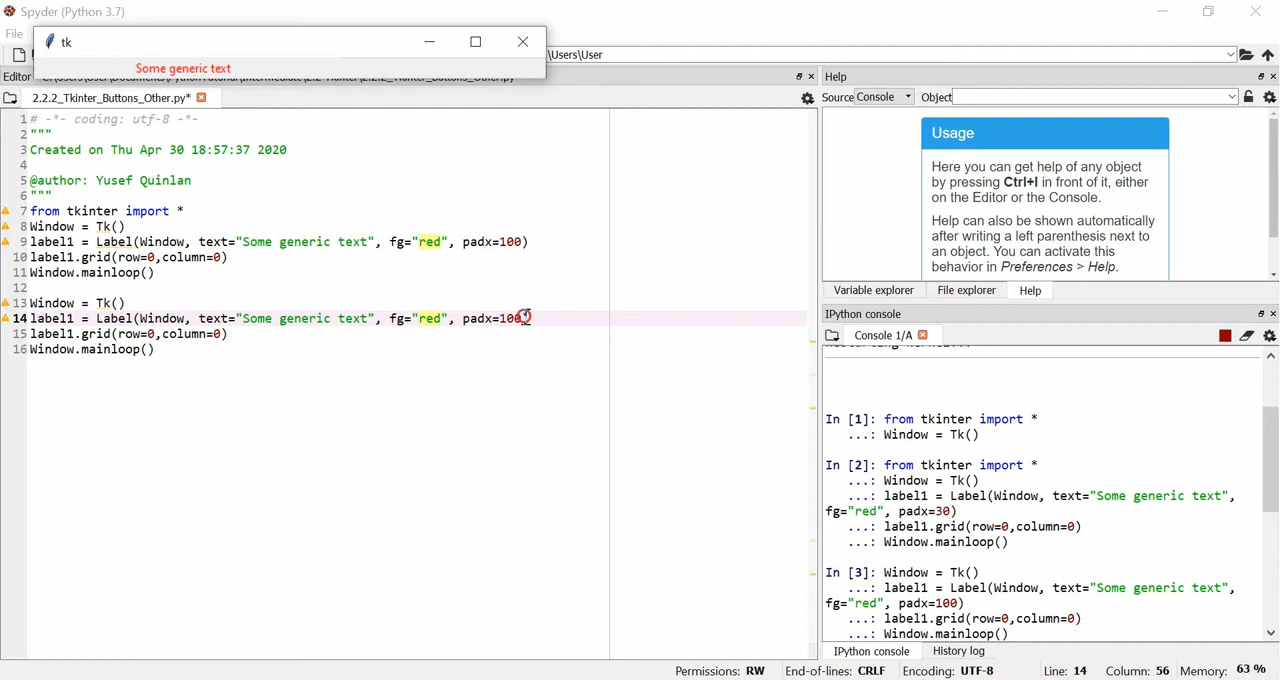 Spyder (Python 3.7)
File
tk
Some generic text
\Users\User
Editor -
2.2.2_Tkinter_Buttons_Other.py*
1 # -*- coding: utf-8 -*-
2 """
3 Created on Thu Apr 30 18:57:37 2020
4
5 @author: Yusef Quinlan
6 """
7 from tkinter import *
8 Window = Tk()
9 label1 = Label(Window, text="Some generic text", fg="red", padx=100)
10 label1.grid(row=0,column=0)
11 Window.mainloop()
12
13 Window = Tk()
14 label1 = Label(Window, text="Some generic text", fg="red", padx=100)
15 label1.grid(row=0,column=0)
16 Window.mainloop()
Help
Source Console Object
Usage
Here you can get help of any object
by pressing Ctrl+I in front of it, either
on the Editor or the Console.
Help can also be shown automatically
after writing a left parenthesis next to
an object. You can activate this
behavior in Preferences > Help.
Variable explorer File explorer Help
IPython console
Console 1/A
In [1]: from tkinter import *
...: Window = Tk()
In [2]: from tkinter import *
...: Window = Tk()
...: label1 = Label(Window, text="Some generic text",
fg="red", padx=30)
...: label1.grid(row=0,column=0)
...: Window.mainloop()
In [3]: Window = Tk()
...: label1 = Label(Window, text="Some generic text",
fg="red", padx=100)
...: label1.grid(row=0,column=0)
...: Window.mainloop()
IPython console History log
Permissions: RW End-of-lines: CRLF Encoding: UTF-8 Line: 14 Column: 56 Memory: 63 %